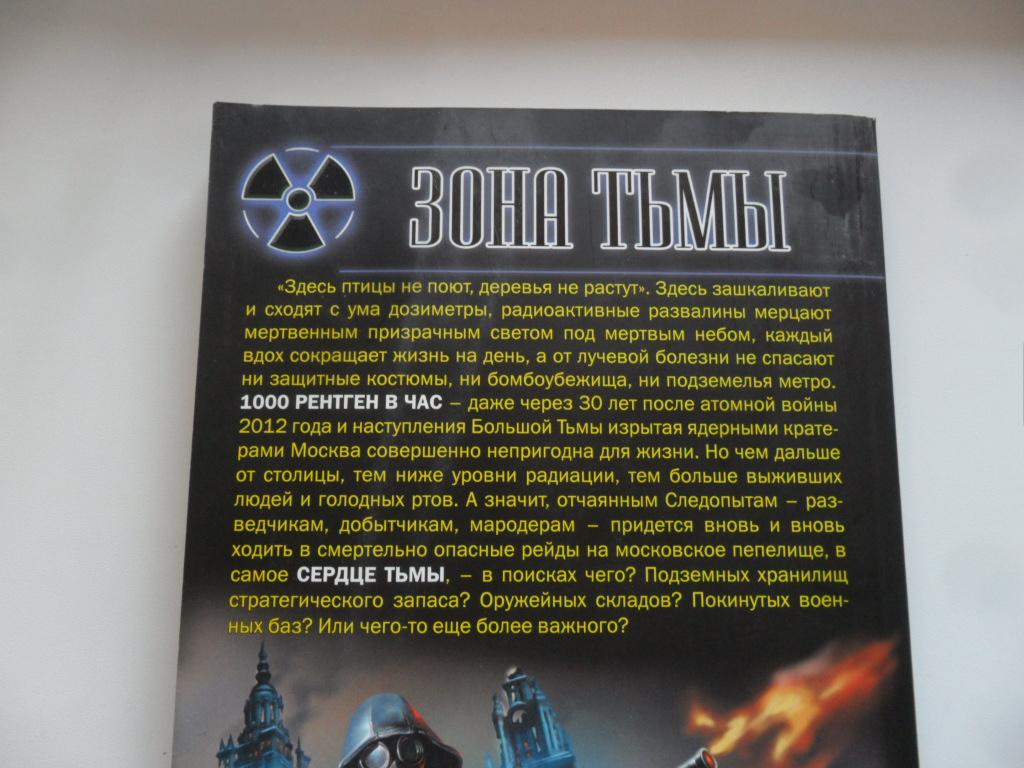 ЗОНА ТЬМЫ
«Здесь птицы не поют, деревья не растут». Здесь зашкаливают
и сходят с ума дозиметры, радиоактивные развалины мерцают
мертвенным призрачным светом под мертвым небом, каждый
вдох сокращает жизнь на день, а от лучевой болезни не спасают
ни защитные костюмы, ни бомбоубежища, ни подземелья метро.
1000 РЕНТГЕН В ЧАС – даже через 30 лет после атомной войны
2012 года и наступления Большой Тьмы изрытая ядерными крате-
рами Москва совершенно непригодна для жизни. Но чем дальше
от столицы, тем ниже уровни радиации, тем больше выживших
людей и голодных ртов. А значит, отчаянным Следопытам – раз-
ведчикам, добытчикам, мародерам – придется вновь и вновь
ходить в смертельно опасные рейды на московское пепелище, в
самое СЕРДЦЕ ТЬМЫ, – в поисках чего? Подземных хранилищ
стратегического запаса? Оружейных складов? Покинутых воен-
ных баз? Или чего-то еще более важного?